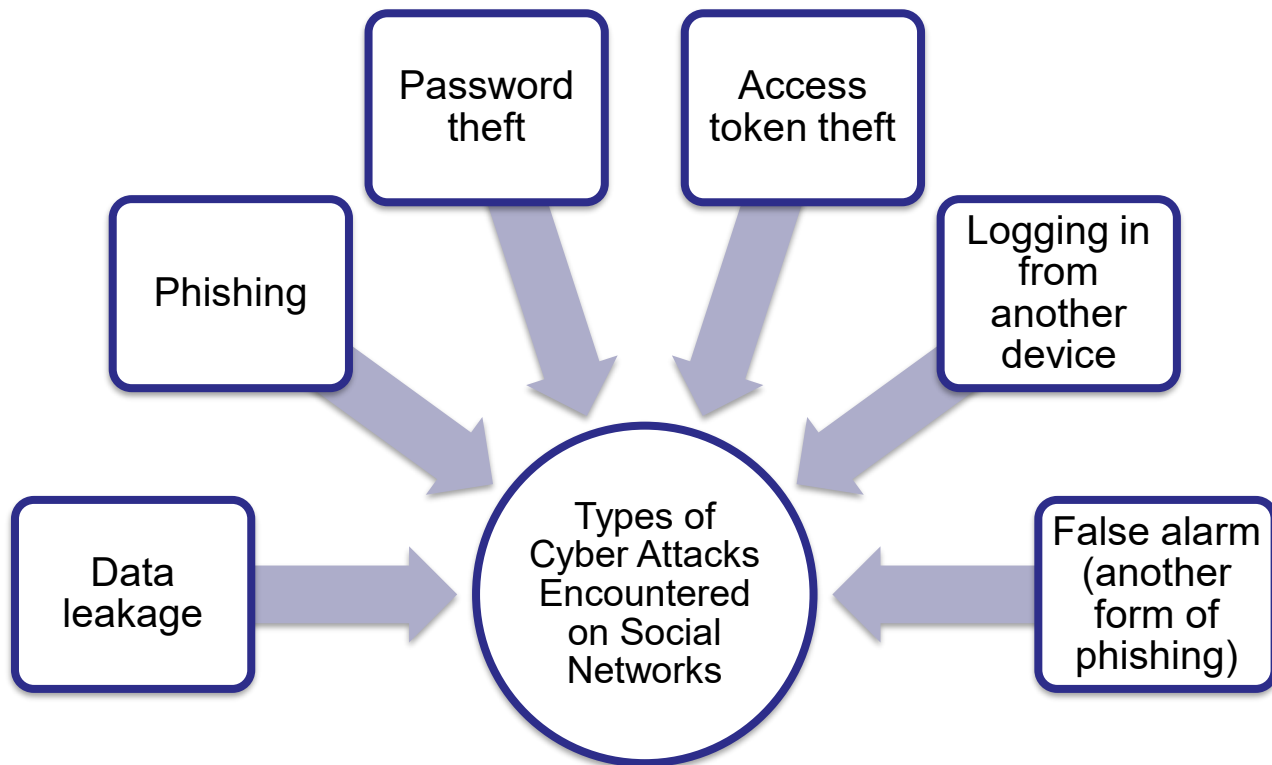 Password
theft
Access
token theft
Phishing
Logging in
from
another
device
Data
leakage
Types of
Cyber Attacks
Encountered
on Social
Networks
False alarm
(another
form of
phishing)